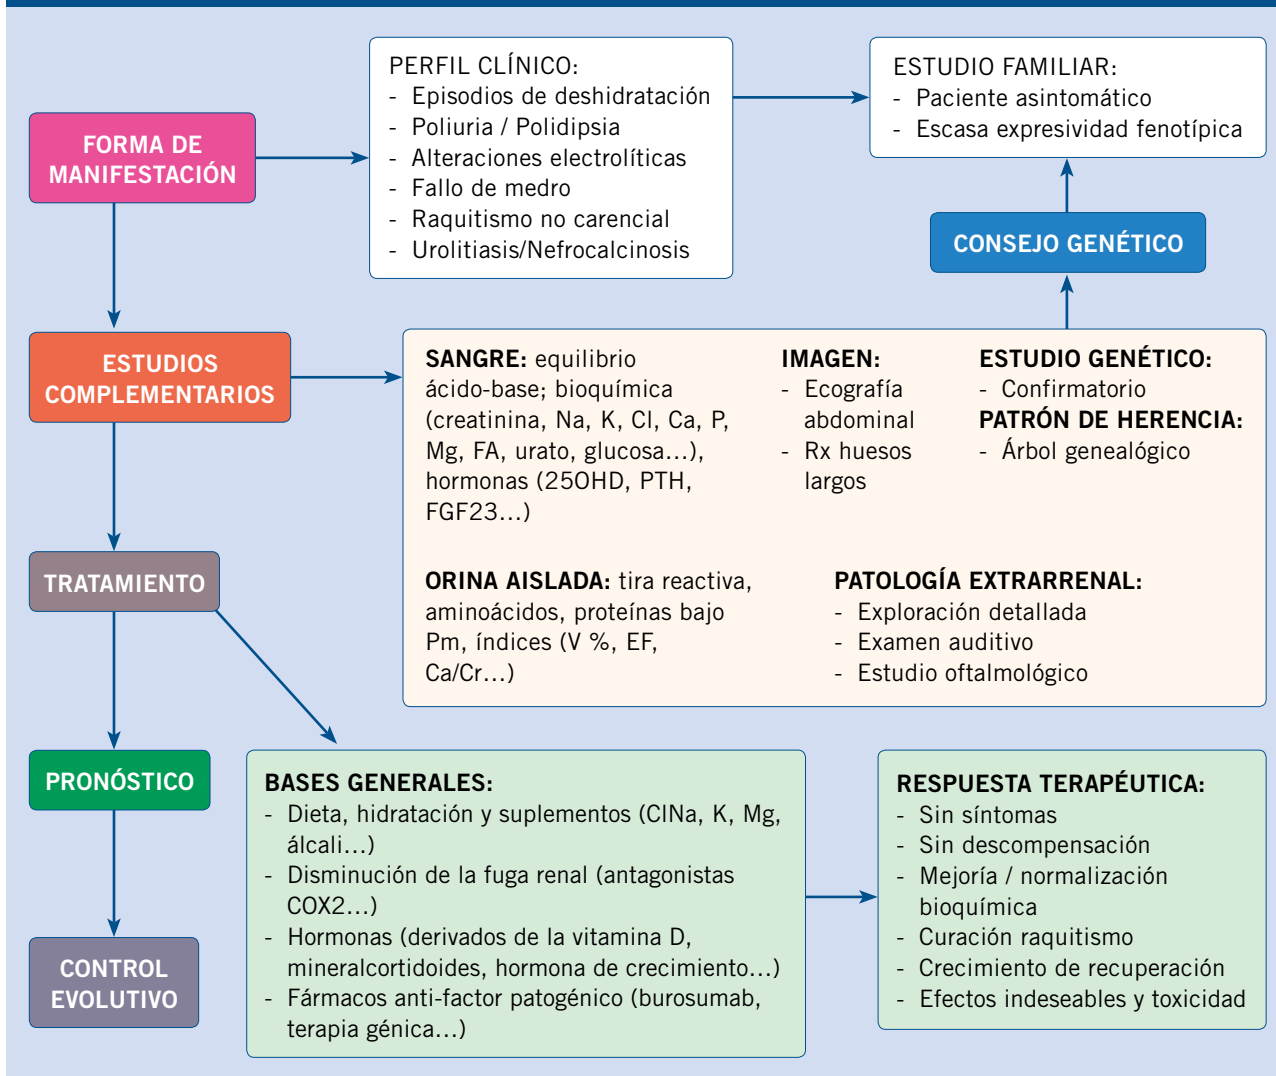 FORMA DE
MANIFESTACIÓN
PERFIL CLÍNICO:
- Episodios de deshidratación
- Poliuria / Polidipsia
- Alteraciones electrolíticas
- Fallo de medro
- Raquitismo no carencial
- Urolitiasis/Nefrocalcinosis
ESTUDIO FAMILIAR:
- Paciente asintomático
- Escasa expresividad fenotípica
CONSEJO GENÉTICO
ESTUDIOS
COMPLEMENTARIOS
SANGRE: equilibrio
ácido-base; bioquímica
(creatinina, Na, K, Cl, Ca, P,
Mg, FA, urato, glucosa…),
hormonas (25OHD, PTH,
FGF23…)
IMAGEN:
- Ecografía
abdominal
- Rx huesos
largos
ESTUDIO GENÉTICO:
- Confirmatorio
PATRÓN DE HERENCIA:
- Árbol genealógico
ORINA AISLADA: tira reactiva,
aminoácidos, proteínas bajo
Pm, índices (V %, EF,
Ca/Cr…)
PATOLOGÍA EXTRARRENAL:
- Exploración detallada
- Examen auditivo
- Estudio oftalmológico
TRATAMIENTO
PRONÓSTICO
CONTROL
EVOLUTIVO
BASES GENERALES:
- Dieta, hidratación y suplementos (ClNa, K, Mg,
álcali…)
- Disminución de la fuga renal (antagonistas
COX2…)
- Hormonas (derivados de la vitamina D,
mineralcortidoides, hormona de crecimiento…)
- Fármacos anti-factor patogénico (burosumab,
terapia génica…)
RESPUESTA TERAPÉUTICA:
- Sin síntomas
- Sin descompensación
- Mejoría / normalización
bioquímica
- Curación raquitismo
- Crecimiento de recuperación
- Efectos indeseables y toxicidad